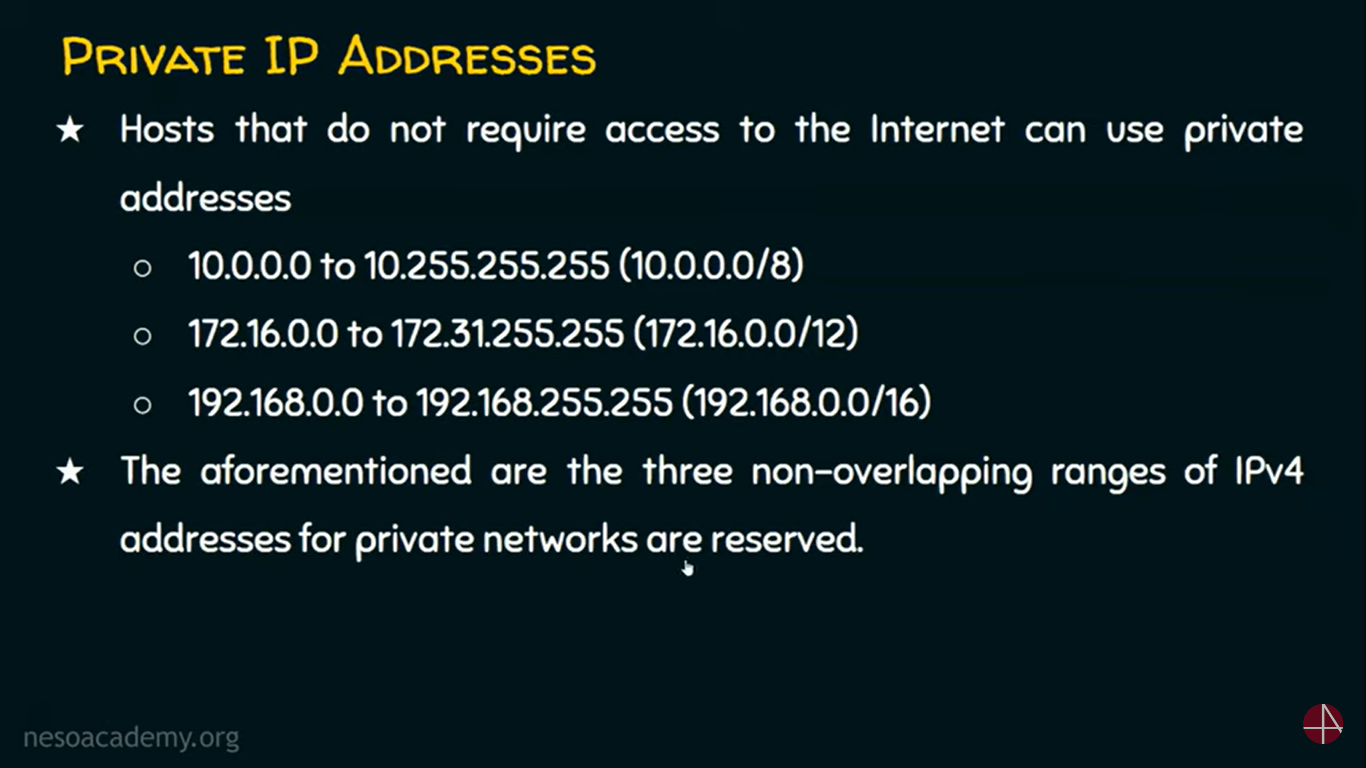 PRIVATE IP ADDRESSES
★ Hosts that do not require access to the Internet can use private
addresses
○ 10.0.0.0 to 10.255.255.255 (10.0.0.0/8)
○ 172.16.0.0 to 172.31.255.255 (172.16.0.0/12)
○ 192.168.0.0 to 192.168.255.255 (192.168.0.0/16)
★ The aforementioned are the three non-overlapping ranges of IPv4
addresses for private networks are reserved.
nesoacademy.org